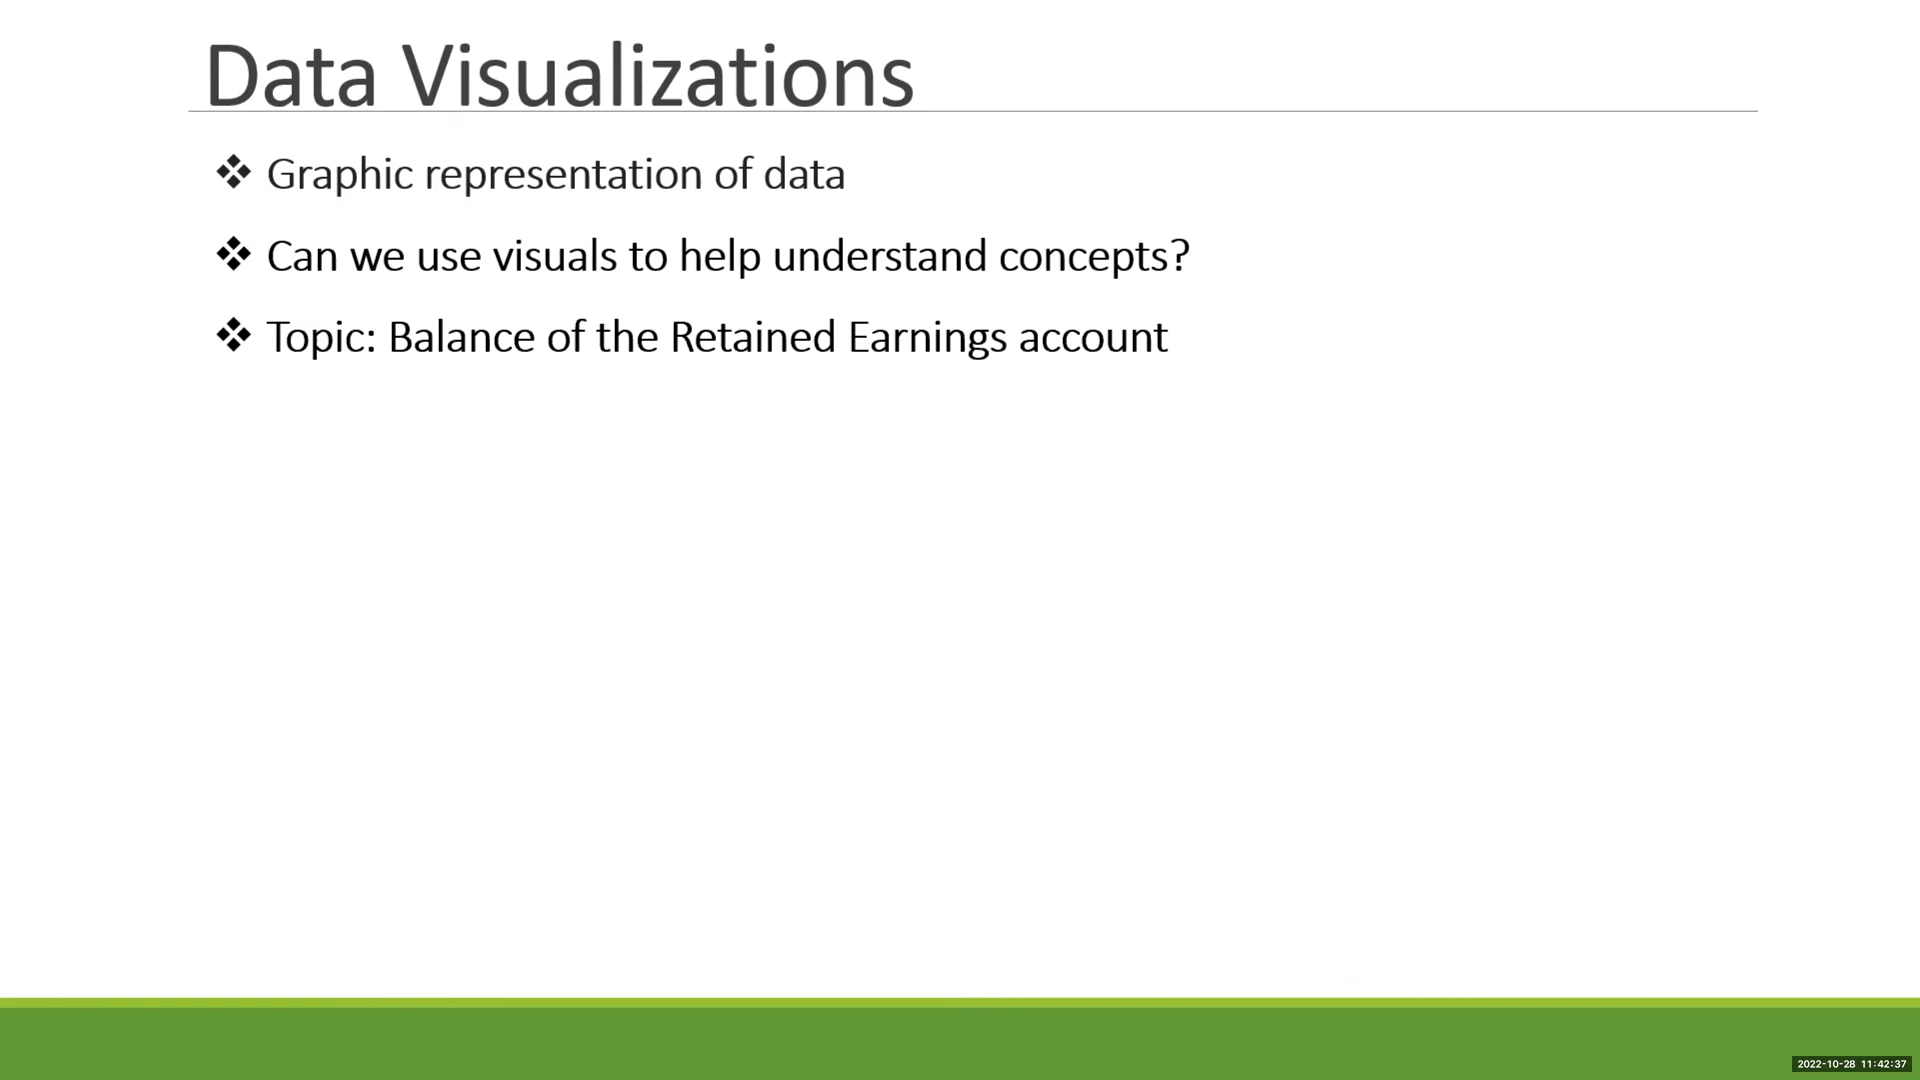 Data Visualizations
❖ Graphic representation of data
❖ Can we use visuals to help understand concepts?
❖ Topic: Balance of the Retained Earnings account
2022-10-28 11:42:37